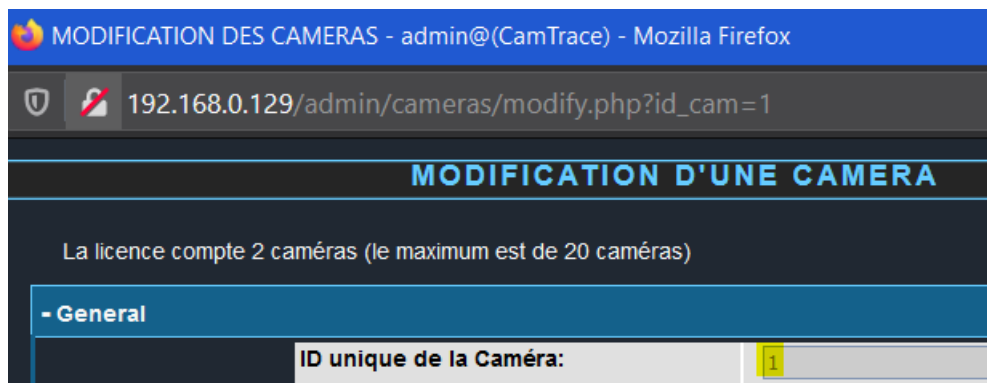 MODIFICATION DES CAMERAS - admin@(CamTrace) - Mozilla Firefox
192.168.0.129/admin/cameras/modify.php?id_cam=1
MODIFICATION D'UNE CAMERA
La licence compte 2 caméras (le maximum est de 20 caméras)
- General
ID unique de la Caméra: 1